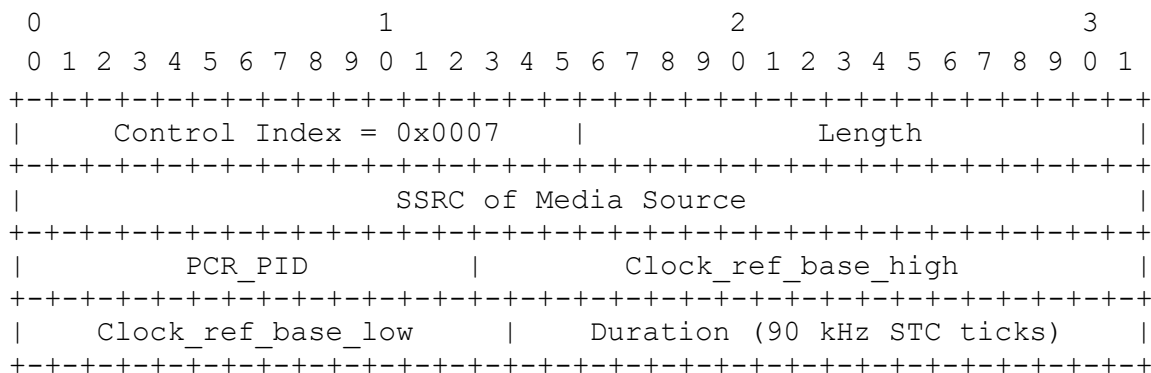 0                   1                   2                   3
0 1 2 3 4 5 6 7 8 9 0 1 2 3 4 5 6 7 8 9 0 1 2 3 4 5 6 7 8 9 0 1
+-+-+-+-+-+-+-+-+-+-+-+-+-+-+-+-+-+-+-+-+-+-+-+-+-+-+-+-+-+-+-+-+
|     Control Index = 0x0007    |             Length            |
+-+-+-+-+-+-+-+-+-+-+-+-+-+-+-+-+-+-+-+-+-+-+-+-+-+-+-+-+-+-+-+-+
|                     SSRC of Media Source                      |
+-+-+-+-+-+-+-+-+-+-+-+-+-+-+-+-+-+-+-+-+-+-+-+-+-+-+-+-+-+-+-+-+
|         PCR_PID         |        Clock_ref_base_high          |
+-+-+-+-+-+-+-+-+-+-+-+-+-+-+-+-+-+-+-+-+-+-+-+-+-+-+-+-+-+-+-+-+
|    Clock_ref_base_low     |    Duration (90 kHz STC ticks)    |
+-+-+-+-+-+-+-+-+-+-+-+-+-+-+-+-+-+-+-+-+-+-+-+-+-+-+-+-+-+-+-+-+